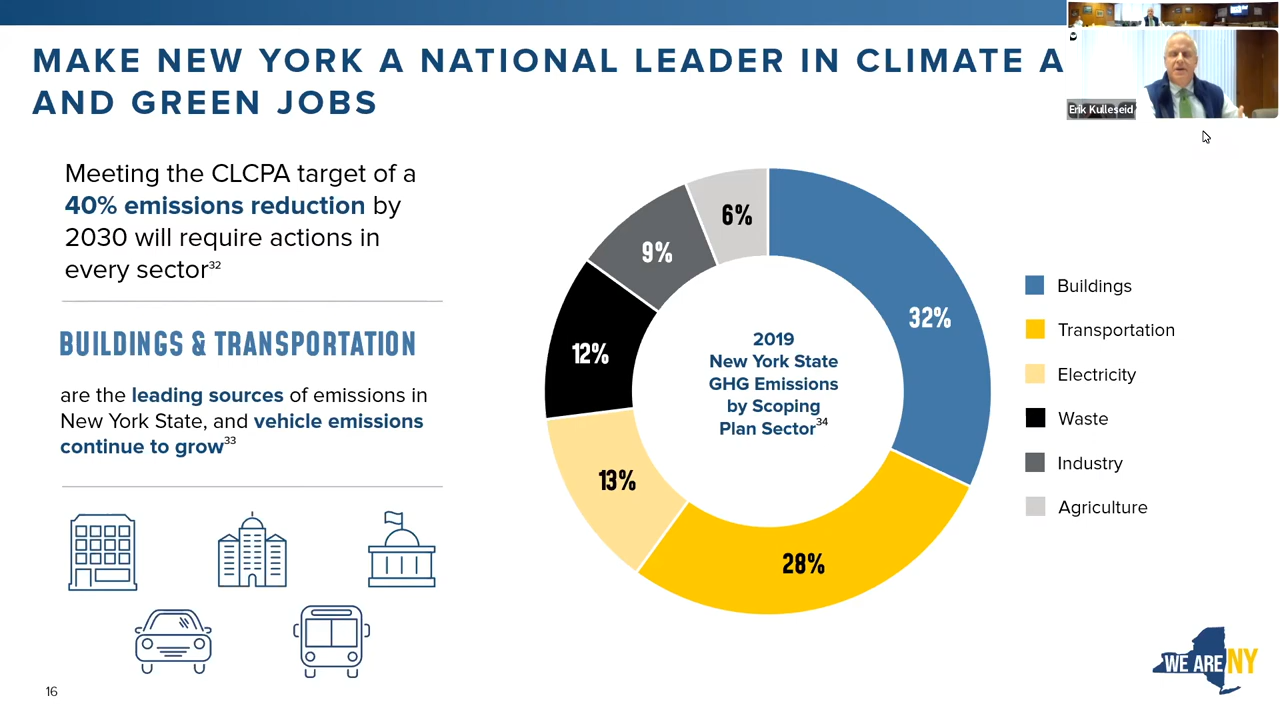 MAKE NEW YORK A NATIONAL LEADER IN CLIMATE A
AND GREEN JOBS
Erik Kulleseid
Meeting the CLCPA target of a
40% emissions reduction by
2030 will require actions in
every sector32
BUILDINGS & TRANSPORTATION
are the leading sources of emissions in
New York State, and vehicle emissions
continue to grow33
6%
9%
32%
12%
13%
28%
2019
New York State
GHG Emissions
by Scoping
Plan Sector34
Buildings
Transportation
Electricity
Waste
Industry
Agriculture
WE ARE NY
16